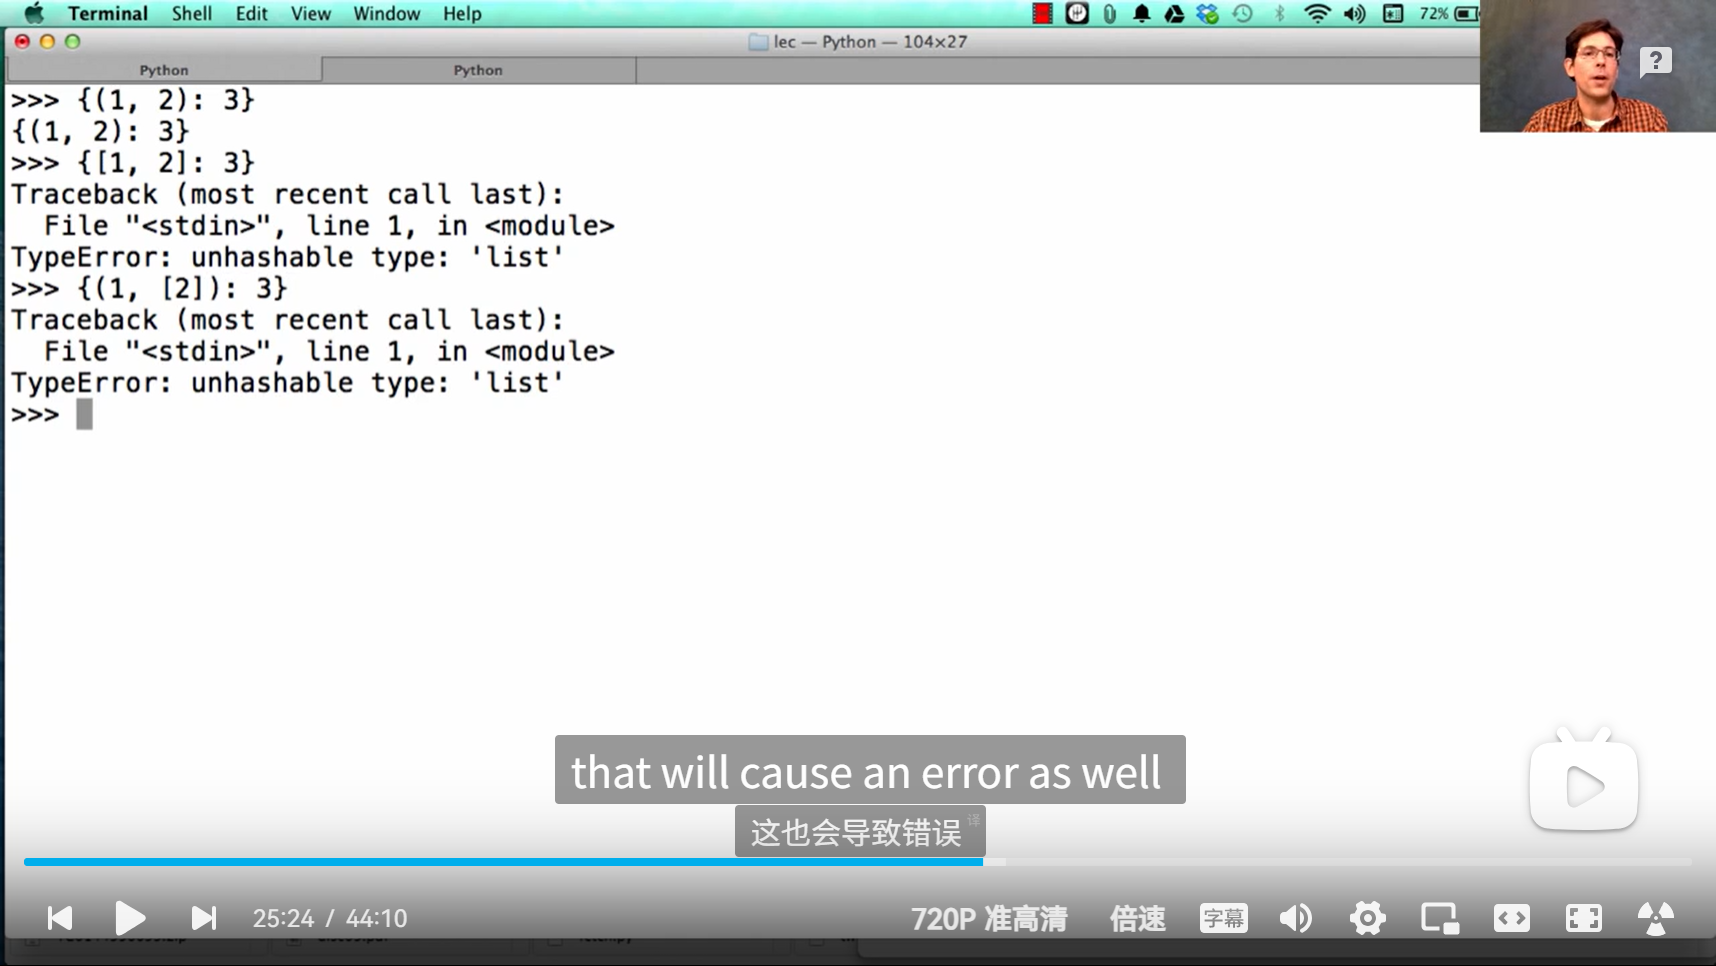 Terminal Shell Edit View Window Help 72%
lec — Python — 104×27
Python Python
>>> {(1, 2): 3}
{(1, 2): 3}
>>> {[1, 2]: 3}
Traceback (most recent call last):
  File "<stdin>", line 1, in <module>
TypeError: unhashable type: 'list'
>>> {(1, [2]): 3}
Traceback (most recent call last):
  File "<stdin>", line 1, in <module>
TypeError: unhashable type: 'list'
>>>
that will cause an error as well
这也会导致错误 译
25:24 / 44:10 720P 准高清 倍速 字幕